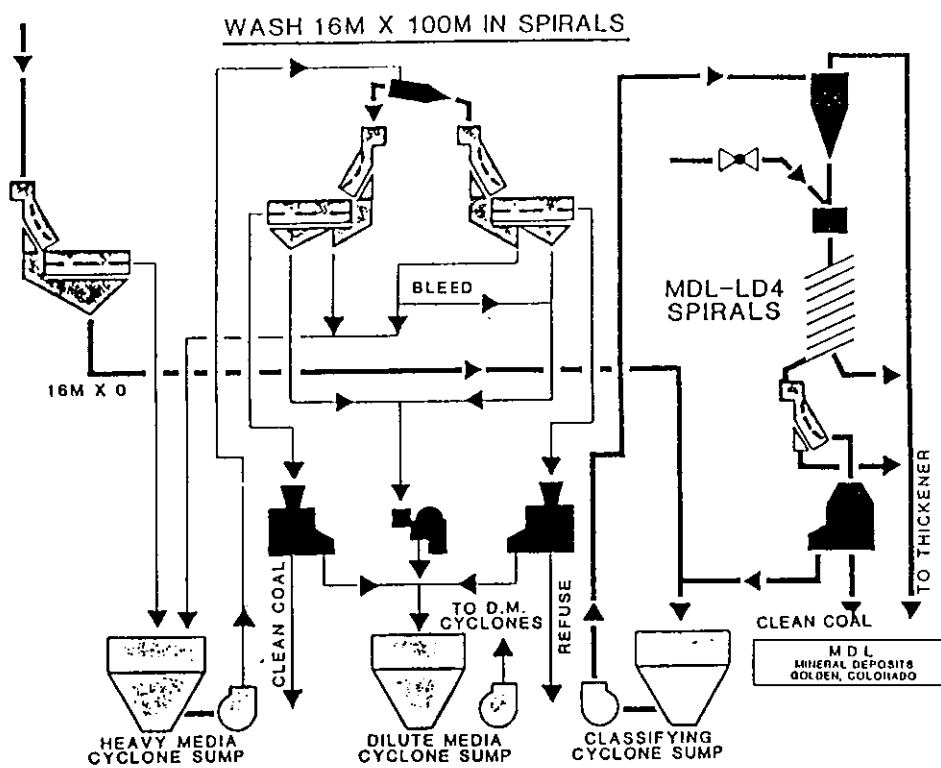 WASH 16M X 100M IN SPIRALS
BLEED
MDL-LD4
SPIRALS
16M X 0
TO THICKENER
CLEAN COAL
TO D.M.
CYCLONES
REFUSE
CLEAN COAL
MDL
MINERAL DEPOSITS
GOLDEN, COLORADO
HEAVY MEDIA
CYCLONE SUMP
DILUTE MEDIA
CYCLONE SUMP
CLASSIFYING
CYCLONE SUMP